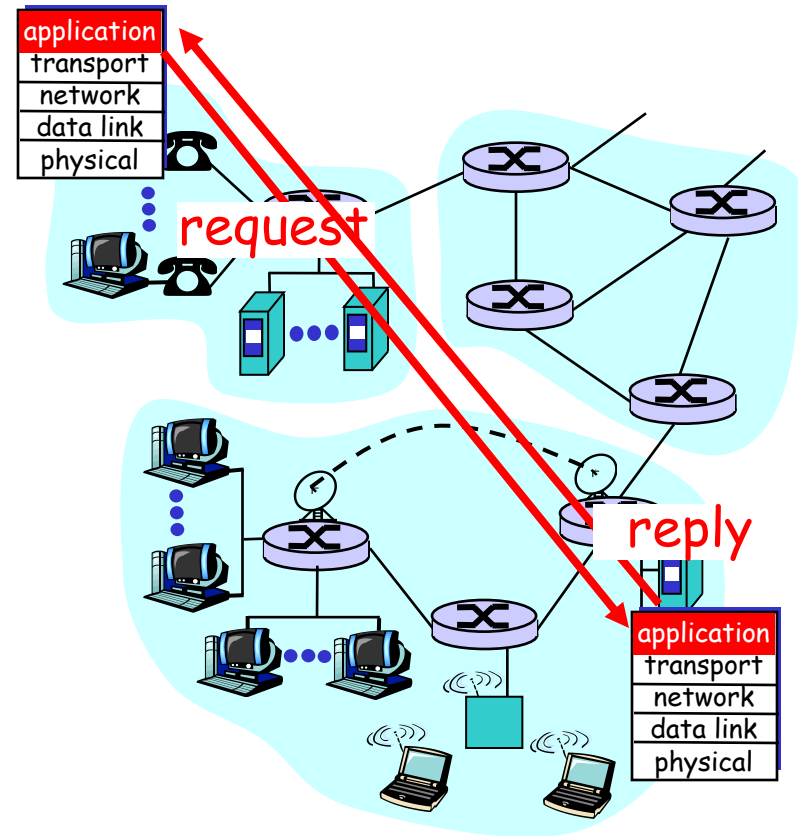 application
transport
network
data link
physical
request
reply
application
transport
network
data link
physical